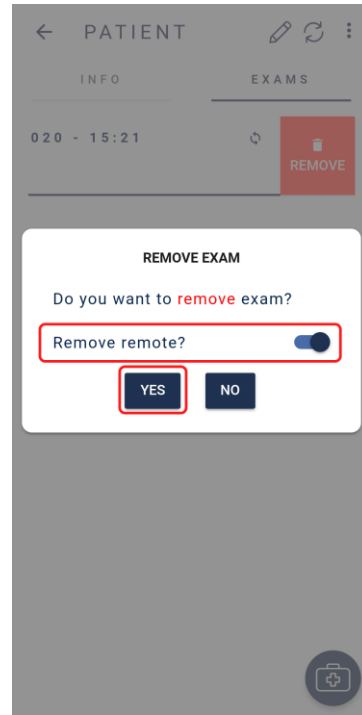 PATIENT
INFO EXAMS
020 - 15:21
REMOVE
REMOVE EXAM
Do you want to remove exam?
Remove remote?
YES NO